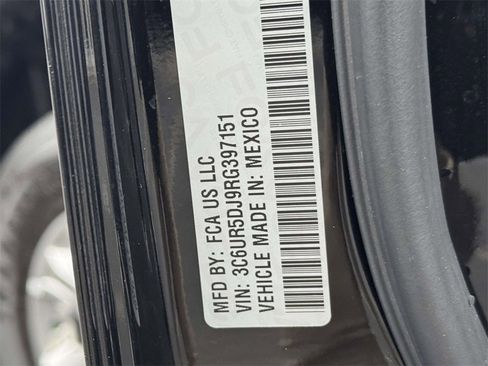 MFD BY: FCA US LLC
VIN: 3C6UR5DJ9RG397151
VEHICLE MADE IN: MEXICO